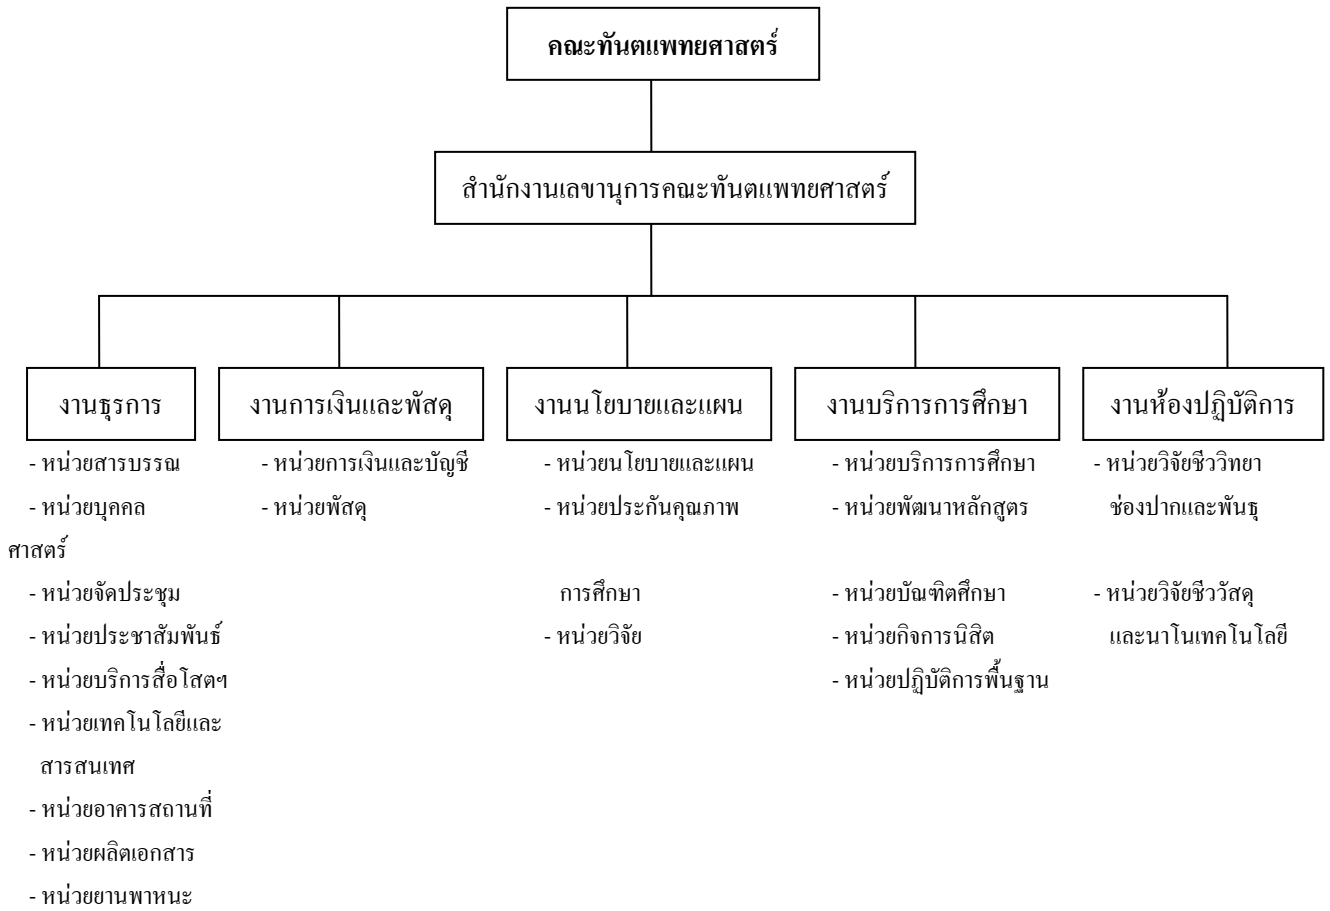 คณะทันตแพทยศาสตร์
สำนักงานเลขานุการคณะทันตแพทยศาสตร์
งานธุรการ
งานการเงินและพัสดุ
งานนโยบายและแผน
งานบริการการศึกษา
งานห้องปฏิบัติการ
- หน่วยสารบรรณ - หน่วยการเงินและบัญชี - หน่วยนโยบายและแผน - หน่วยบริการการศึกษา - หน่วยวิจัยชีววิทยา
- หน่วยบุคคล - หน่วยพัสดุ - หน่วยประกันคุณภาพ - หน่วยพัฒนาหลักสูตร ช่องปากและพันธุ
ศาสตร์
- หน่วยจัดประชุม การศึกษา - หน่วยบัณฑิตศึกษา - หน่วยวิจัยชีววัสดุ
- หน่วยประชาสัมพันธ์ - หน่วยวิจัย - หน่วยกิจการนิสิต และนาโนเทคโนโลยี
- หน่วยบริการสื่อโสตฯ - หน่วยปฏิบัติการพื้นฐาน
- หน่วยเทคโนโลยีและ
สารสนเทศ
- หน่วยอาคารสถานที่
- หน่วยผลิตเอกสาร
- หน่วยยานพาหนะ